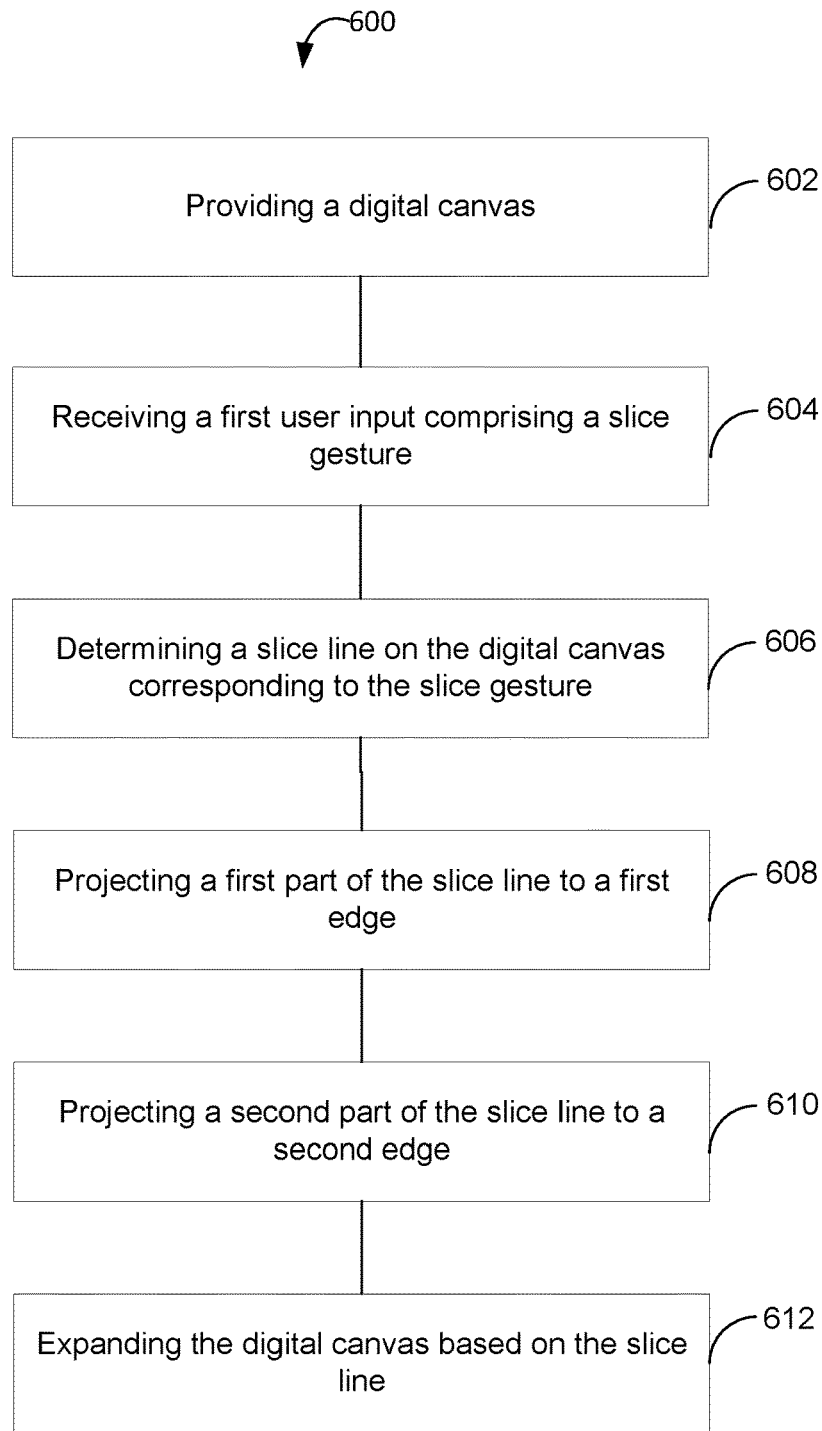 600
Providing a digital canvas
602
Receiving a first user input comprising a slice
gesture
604
Determining a slice line on the digital canvas
corresponding to the slice gesture
606
Projecting a first part of the slice line to a first
edge
608
Projecting a second part of the slice line to a
second edge
610
Expanding the digital canvas based on the slice
line
612